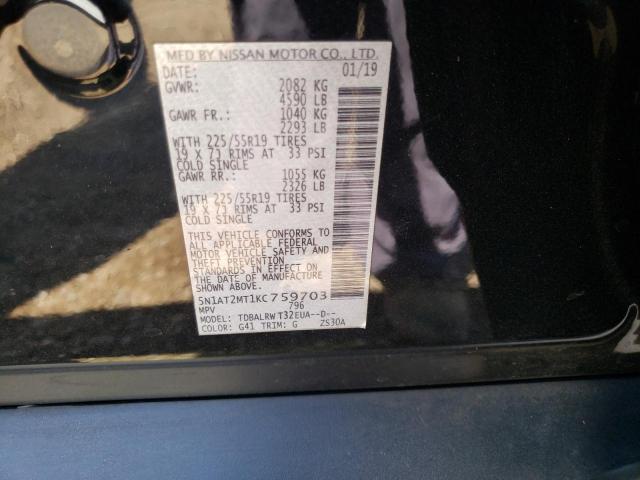 MFD BY NISSAN MOTOR CO., LTD.
DATE: 01/19
GVWR: 2082 KG
4590 LB
GAWR FR.: 1040 KG
2293 LB
WITH 225/55R19 TIRES
19 X 7J RIMS AT 33 PSI
COLD SINGLE
GAWR RR.: 1055 KG
2326 LB
WITH 225/55R19 TIRES
19 X 7J RIMS AT 33 PSI
COLD SINGLE
THIS VEHICLE CONFORMS TO
ALL APPLICABLE FEDERAL
MOTOR VEHICLE SAFETY
STANDARDS IN EFFECT ON
THE DATE OF MANUFACTURE
SHOWN ABOVE.
5N1AT2MT1KC759703
MPV 796
MODEL: TDBALRW T32EUA--D--
COLOR: G41 TRIM: G ZS30A